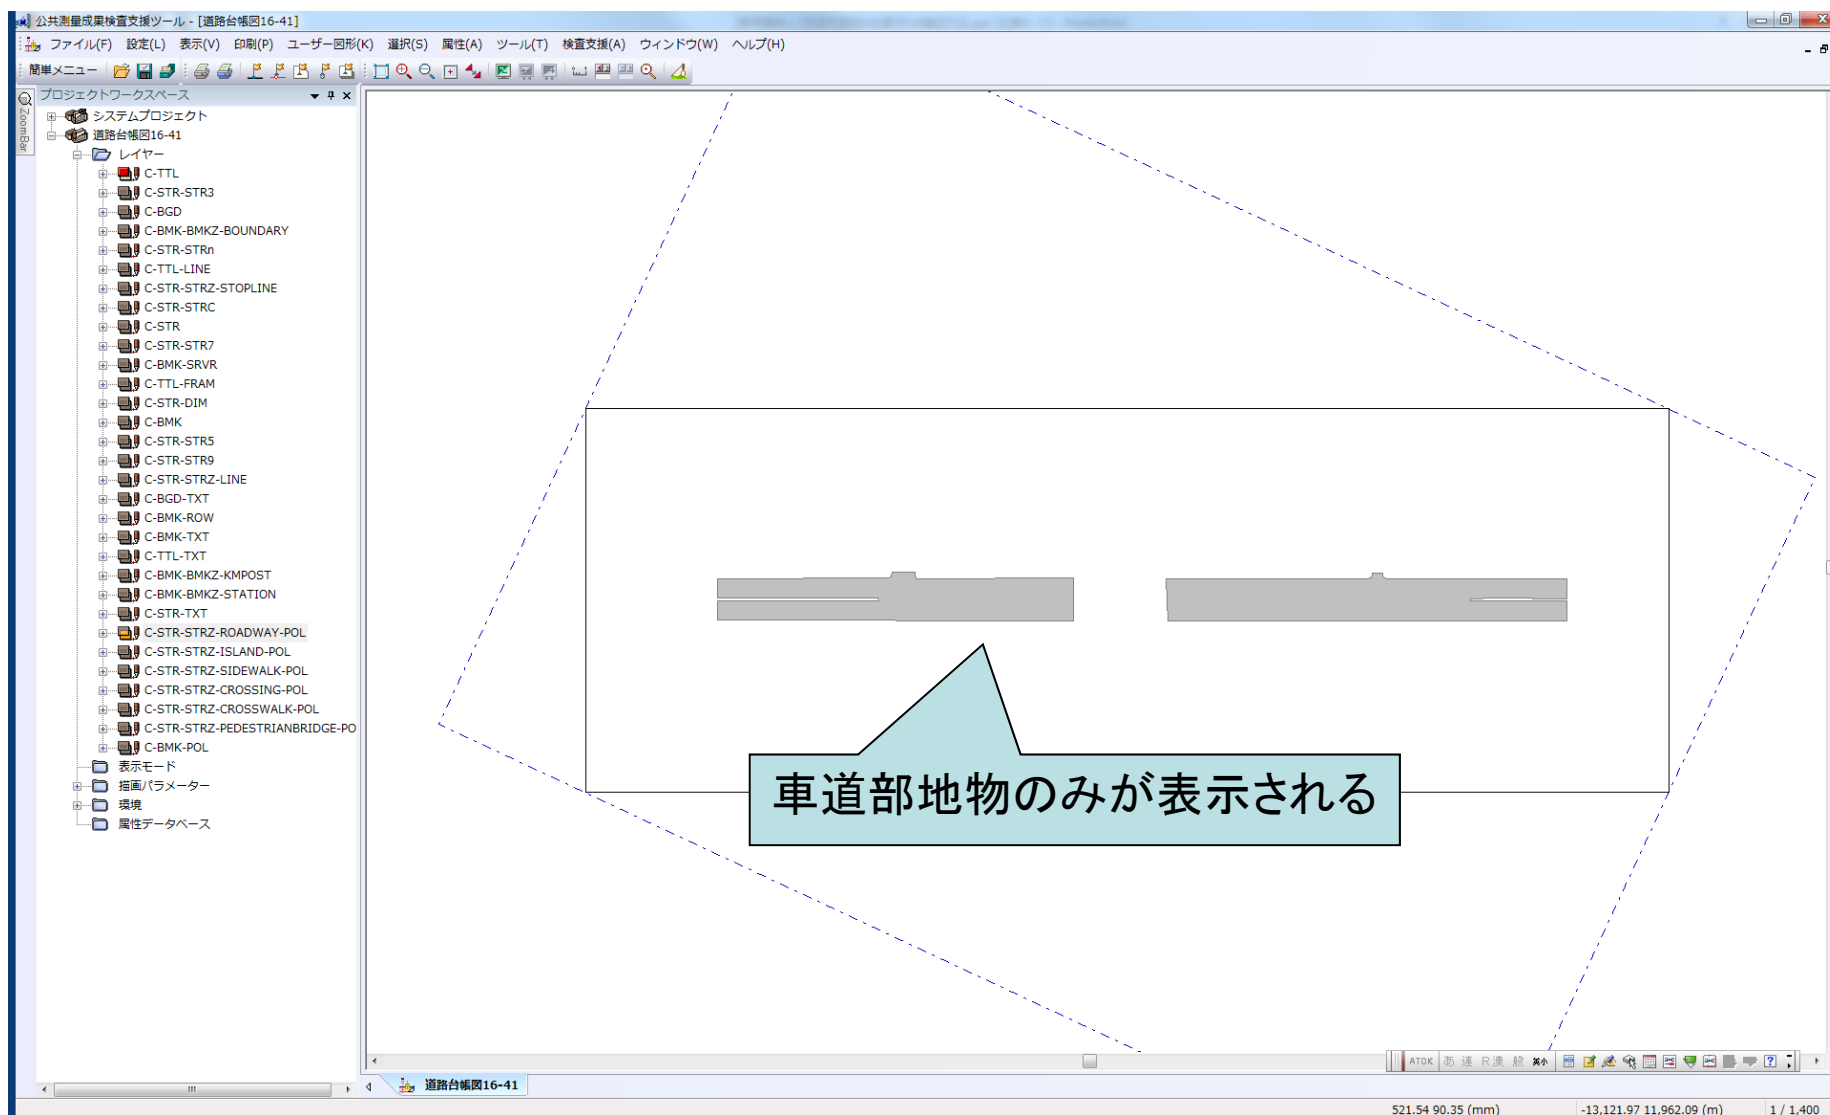 公共測量成果検査支援ツール - [道路台帳図16-41]
ファイル(F) 設定(L) 表示(V) 印刷(P) ユーザー図形(K) 選択(S) 属性(A) ツール(T) 検査支援(A) ウィンドウ(W) ヘルプ(H)
簡単メニュー
ZoomBar
プロジェクトワークスペース
システムプロジェクト
道路台帳図16-41
レイヤー
C-TTL
C-STR-STR3
C-BGD
C-BMK-BMKZ-BOUNDARY
C-STR-STRn
C-TTL-LINE
C-STR-STRZ-STOPLINE
C-STR-STRC
C-STR
C-STR-STR7
C-BMK-SRVR
C-TTL-FRAM
C-STR-DIM
C-BMK
C-STR-STR5
C-STR-STR9
C-STR-STRZ-LINE
C-BGD-TXT
C-BMK-ROW
C-BMK-TXT
C-TTL-TXT
C-BMK-BMKZ-KMPOST
C-BMK-BMKZ-STATION
C-STR-TXT
C-STR-STRZ-ROADWAY-POL
C-STR-STRZ-ISLAND-POL
C-STR-STRZ-SIDEWALK-POL
C-STR-STRZ-CROSSING-POL
C-STR-STRZ-CROSSWALK-POL
C-STR-STRZ-PEDESTRIANBRIDGE-PO
C-BMK-POL
表示モード
描画パラメーター
環境
属性データベース
車道部地物のみが表示される
ATOK あ 連 R漢 般 英小
道路台帳図16-41
521.54 90.35 (mm) -13,121.97 11,962.09 (m) 1 / 1,400